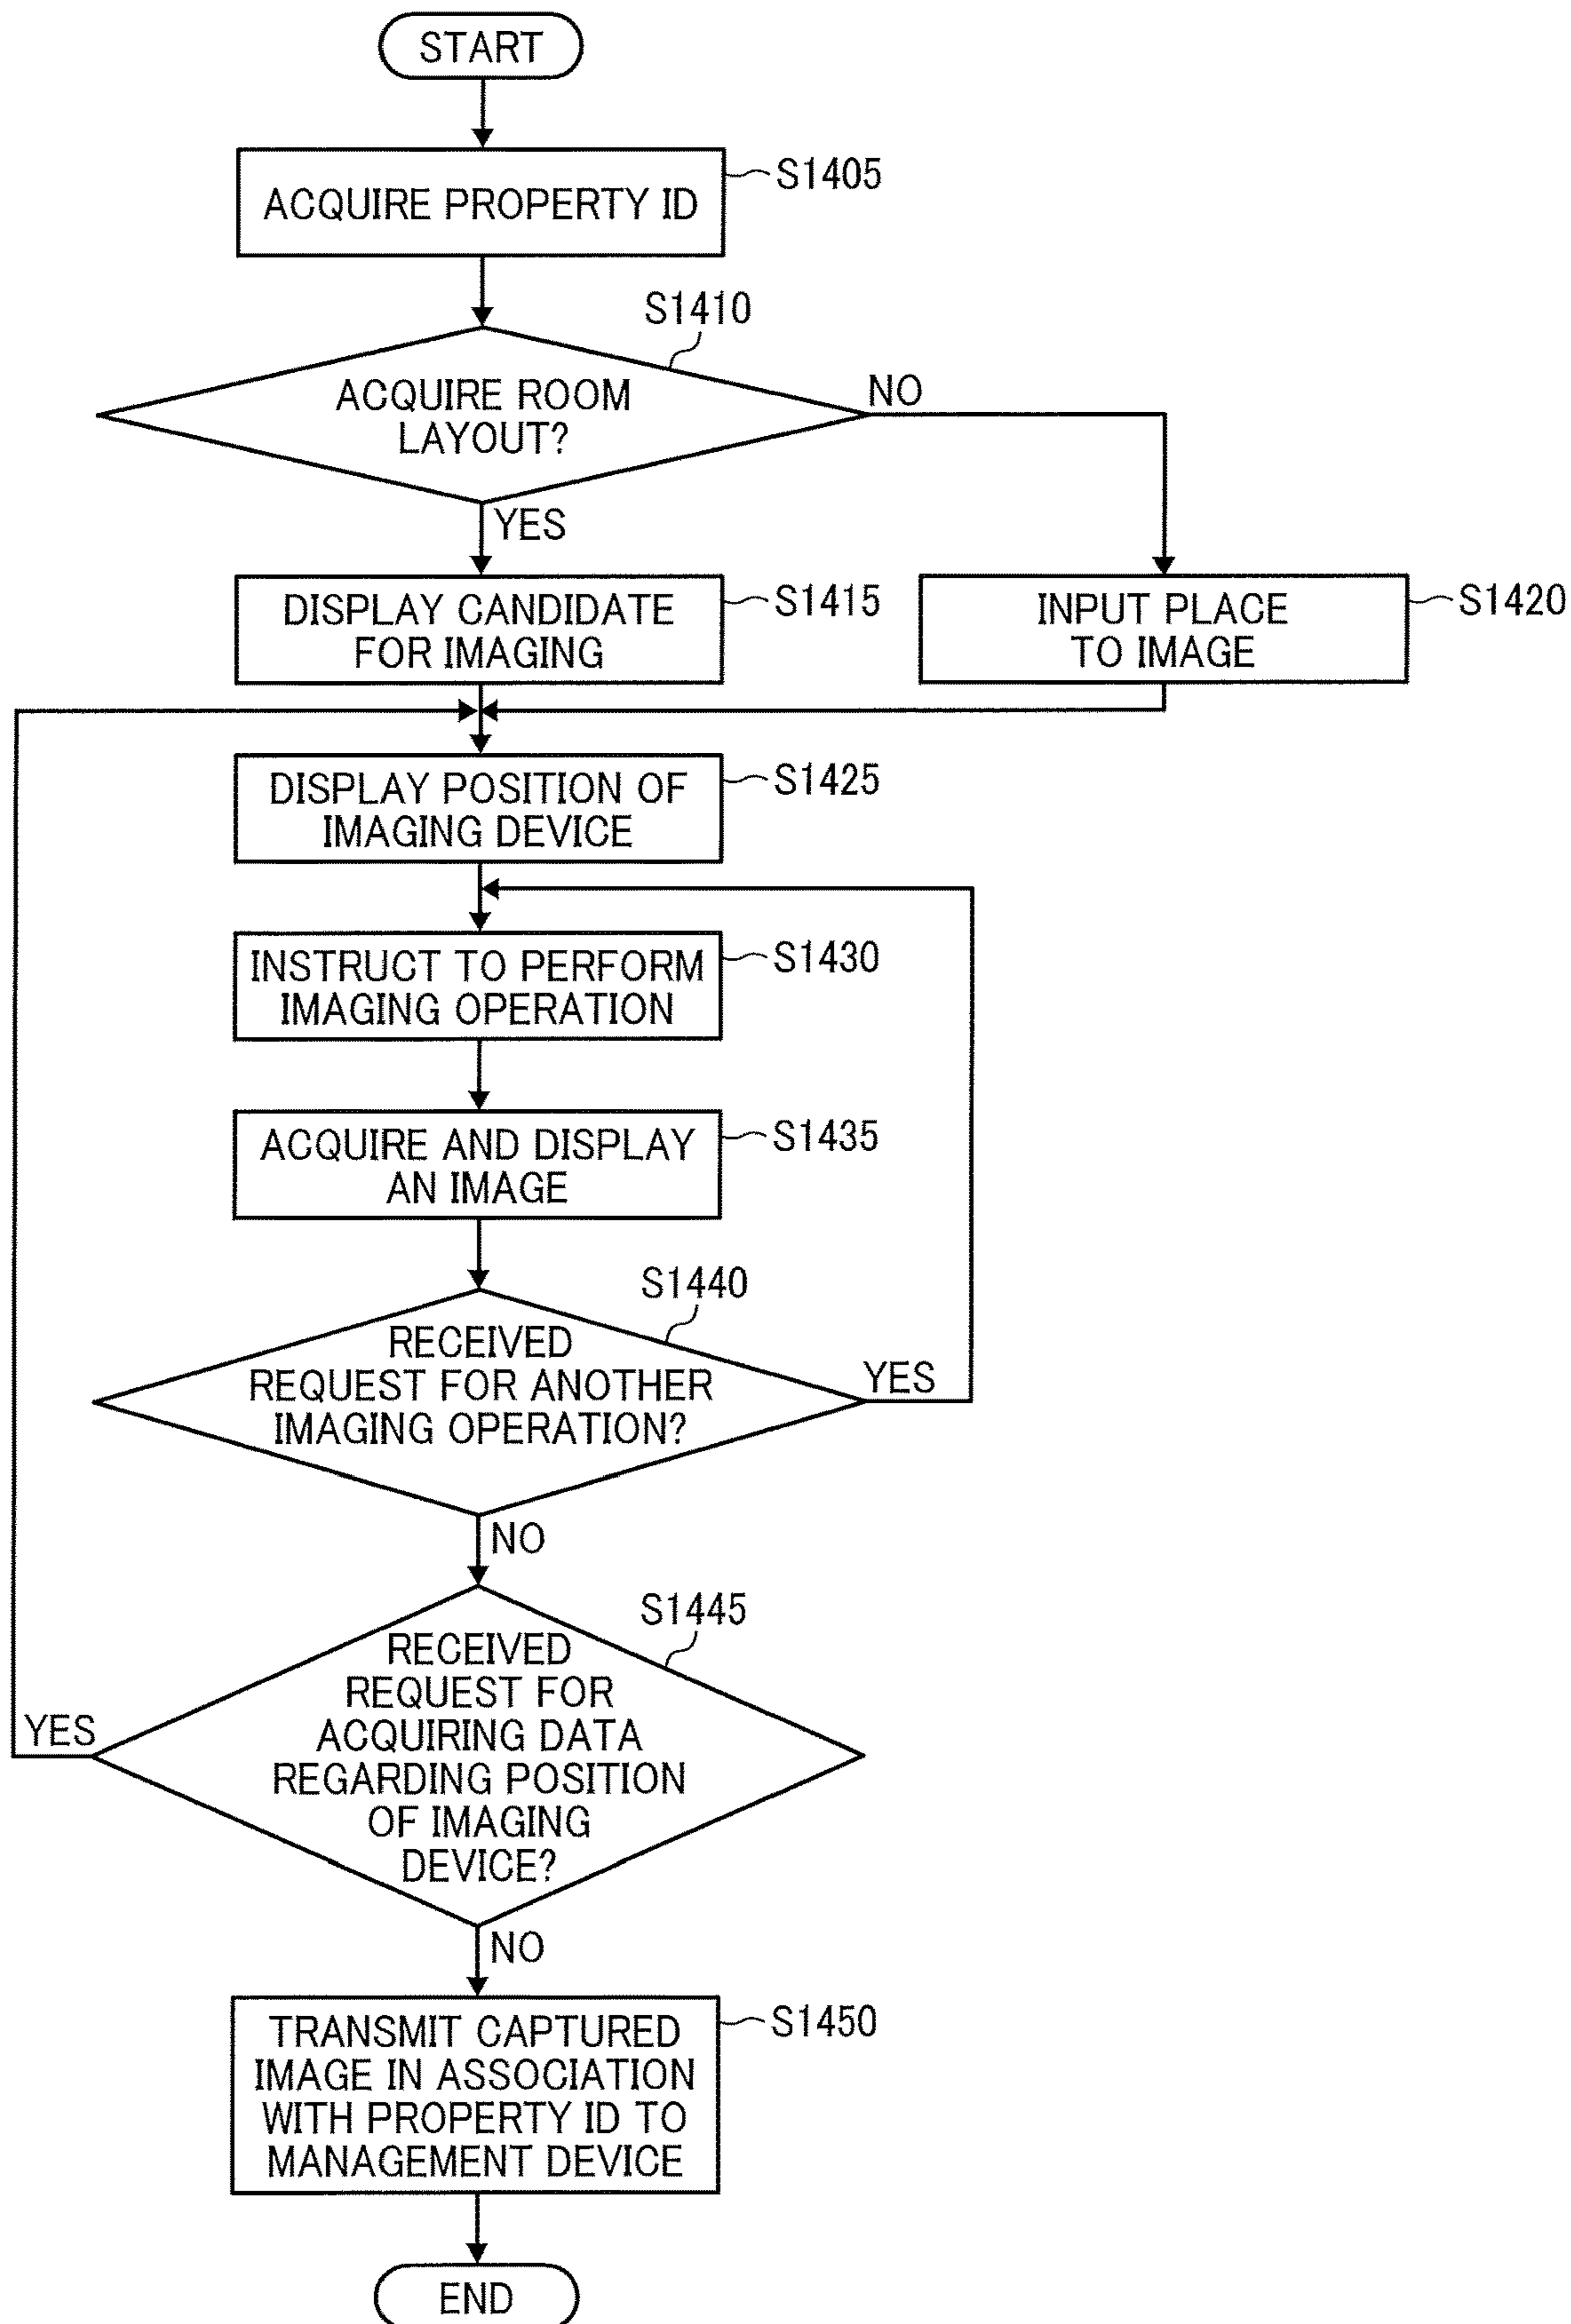 START
ACQUIRE PROPERTY ID
S1405
S1410
ACQUIRE ROOM
LAYOUT?
NO
YES
DISPLAY CANDIDATE
FOR IMAGING
S1415
INPUT PLACE
TO IMAGE
S1420
DISPLAY POSITION OF
IMAGING DEVICE
S1425
INSTRUCT TO PERFORM
IMAGING OPERATION
S1430
ACQUIRE AND DISPLAY
AN IMAGE
S1435
S1440
RECEIVED
REQUEST FOR ANOTHER
IMAGING OPERATION?
YES
NO
S1445
RECEIVED
REQUEST FOR
ACQUIRING DATA
REGARDING POSITION
OF IMAGING
DEVICE?
YES
NO
TRANSMIT CAPTURED
IMAGE IN ASSOCIATION
WITH PROPERTY ID TO
MANAGEMENT DEVICE
S1450
END